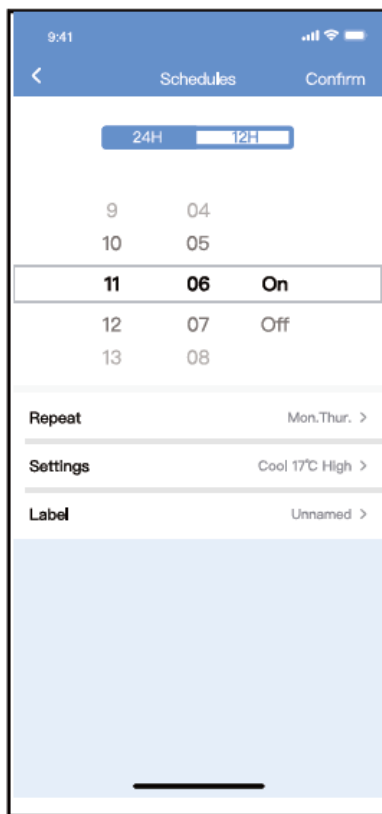 9:41
Schedules Confirm
24H 12H
9 04
10 05
11 06 On
12 07 Off
13 08
Repeat Mon.Thur. >
Settings Cool 17℃ High >
Label Unnamed >